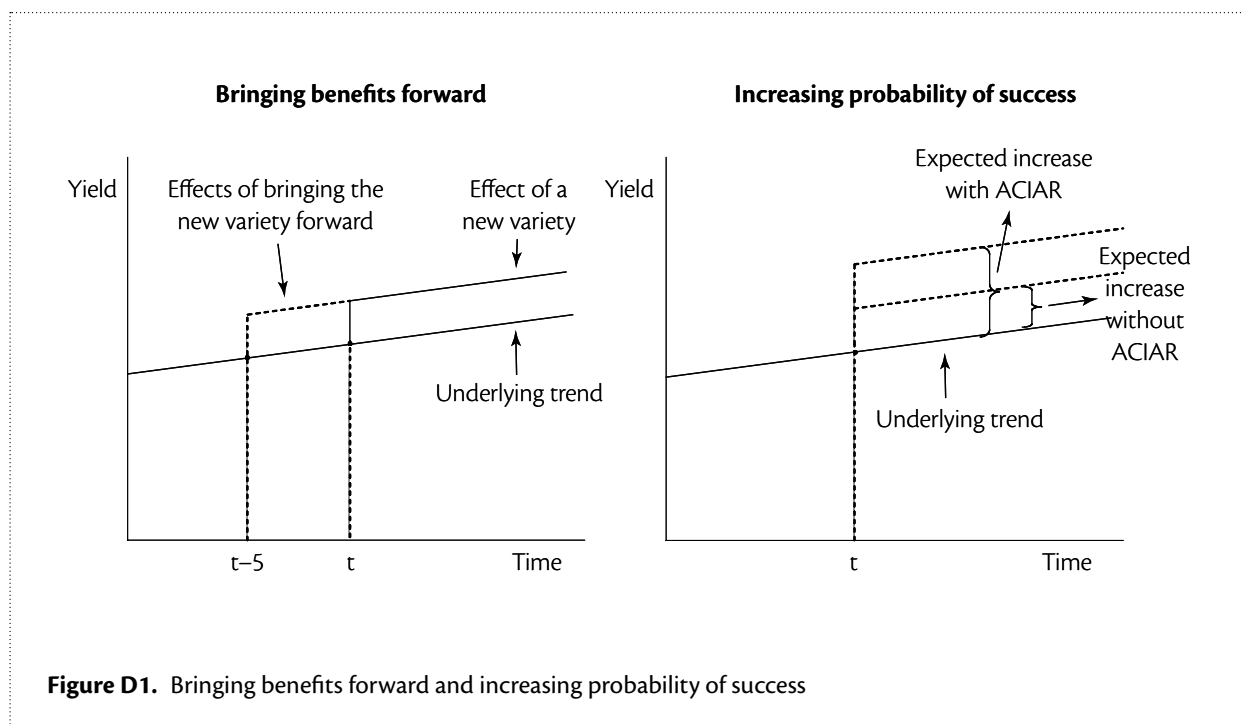 Bringing benefits forward
Yield
Effects of bringing the
new variety forward
Effect of a
new variety
Underlying trend
t–5
t
Time
Increasing probability of success
Yield
Expected increase
with ACIAR
Expected
increase
without
ACIAR
Underlying trend
t
Time
Figure D1. Bringing benefits forward and increasing probability of success